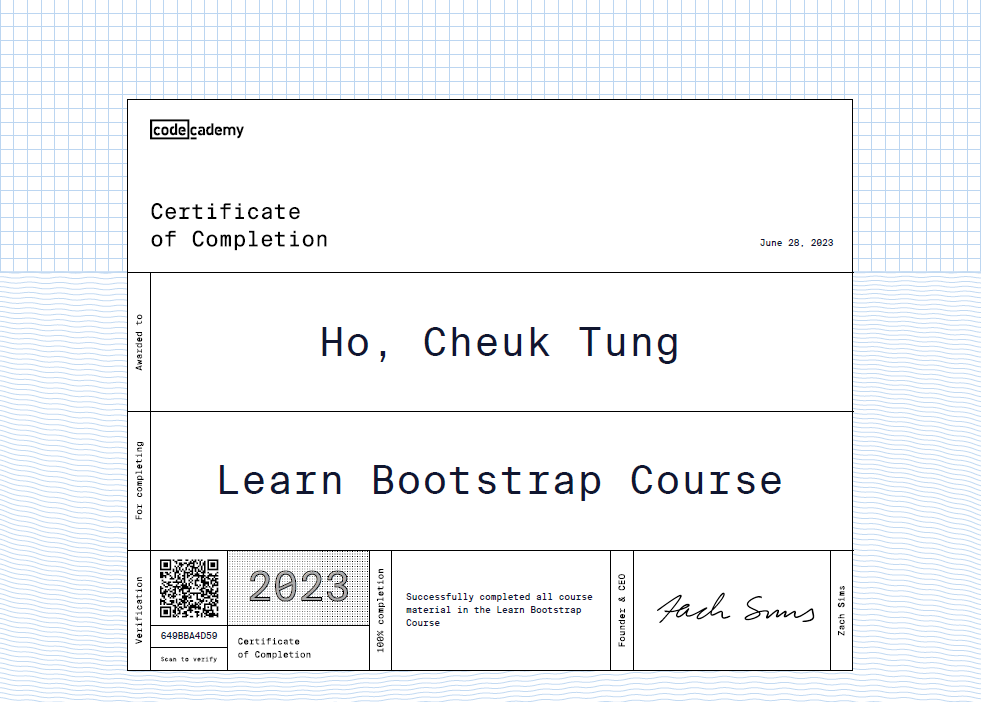 codecademy
Certificate
of Completion
June 28, 2023
Awarded to
Ho, Cheuk Tung
For completing
Learn Bootstrap Course
Verification
649BBA4D59
Scan to verify
2023
Certificate
of Completion
100% completion
Successfully completed all course
material in the Learn Bootstrap
Course
Founder & CEO
Zach Sims
Zach Sims